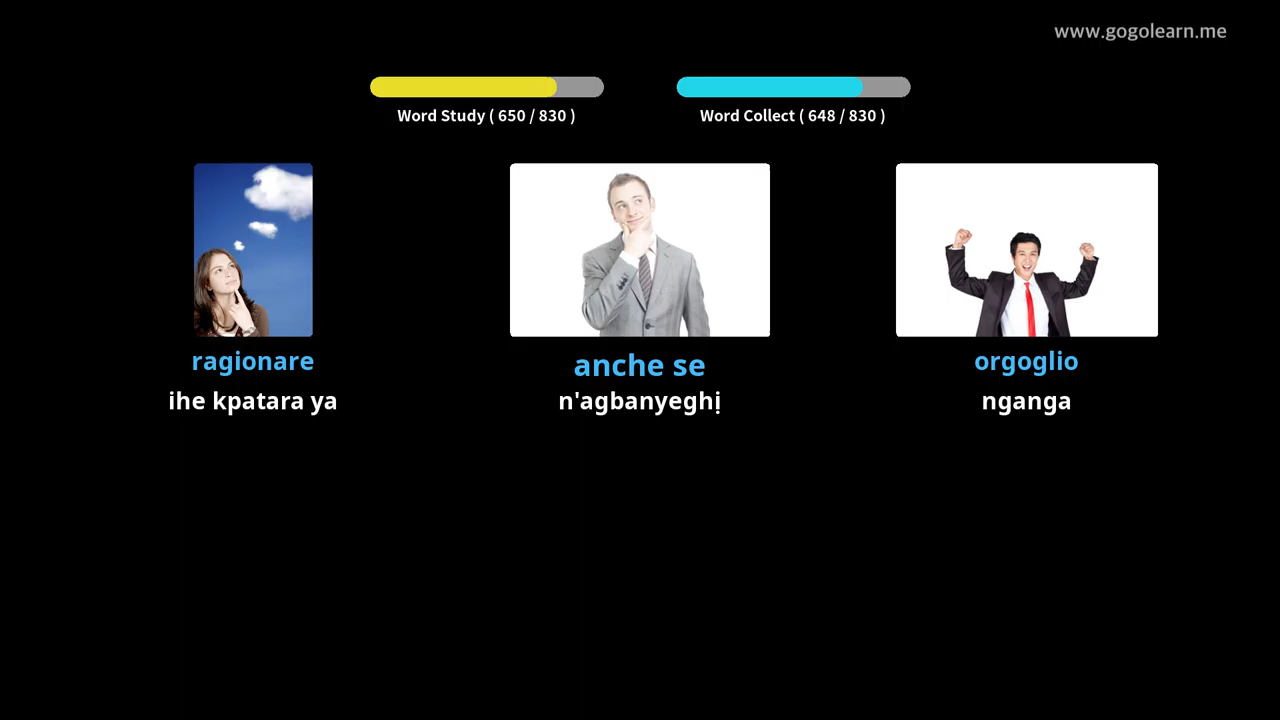 www.gogolearn.me
Word Study ( 650 / 830 )
Word Collect ( 648 / 830 )
ragionare
anche se
orgoglio
ihe kpatara ya
n'agbanyeghị
nganga